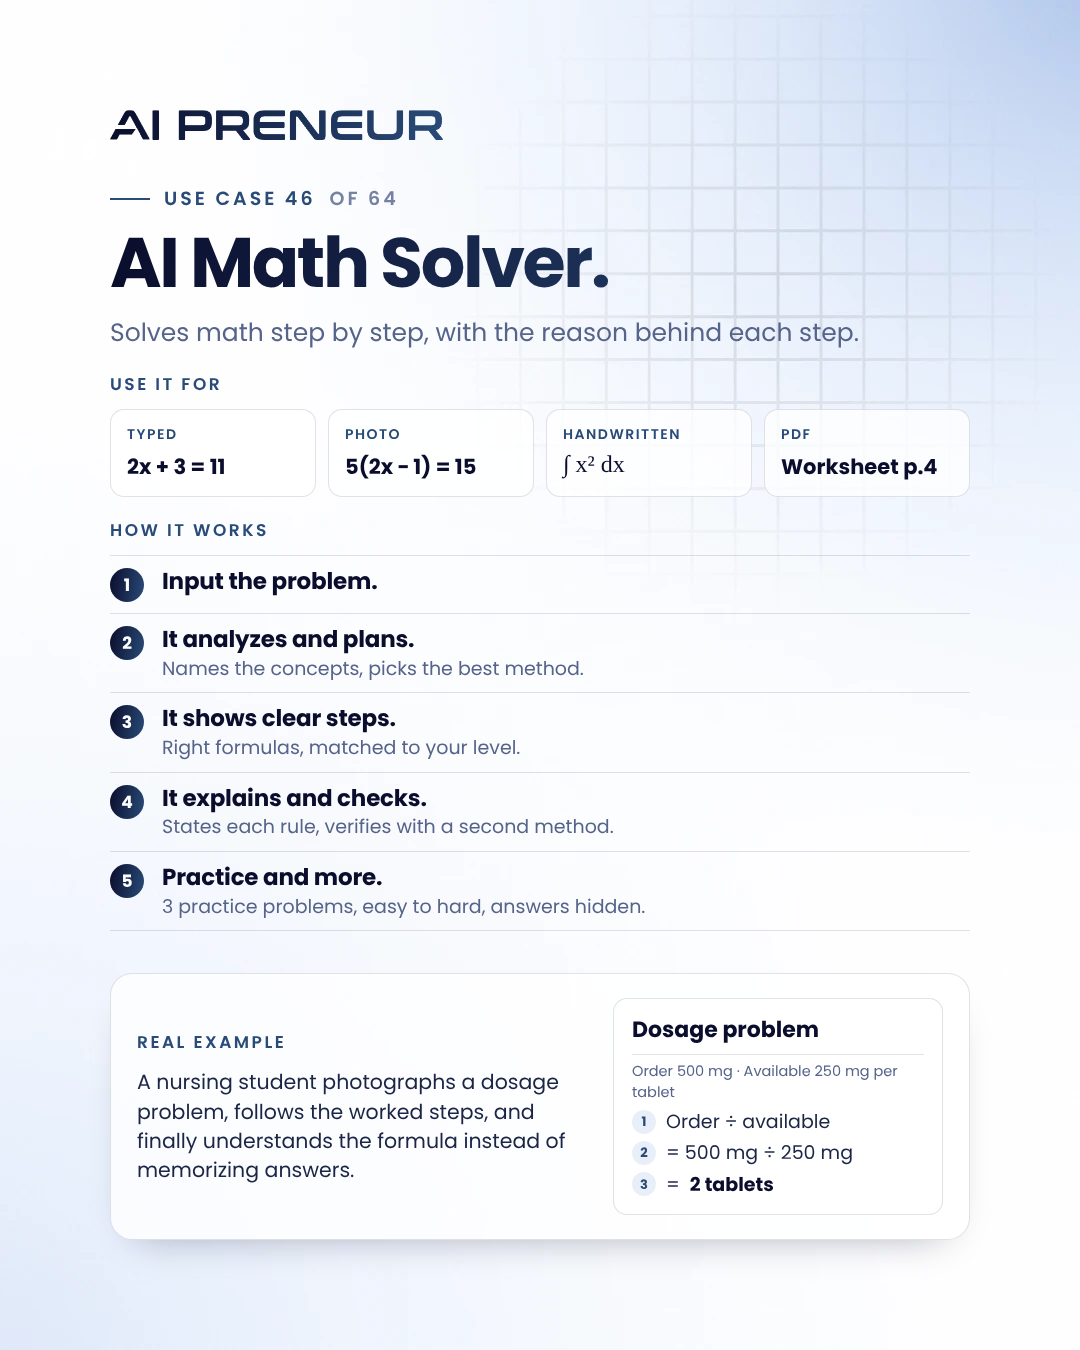 AI PRENEUR
USE CASE 46 OF 64
AI Math Solver.
Solves math step by step, with the reason behind each step.
USE IT FOR
TYPED
2x + 3 = 11
PHOTO
5(2x − 1) = 15
HANDWRITTEN
∫ x² dx
PDF
Worksheet p.4
HOW IT WORKS
1 Input the problem.
2 It analyzes and plans.
Names the concepts, picks the best method.
3 It shows clear steps.
Right formulas, matched to your level.
4 It explains and checks.
States each rule, verifies with a second method.
5 Practice and more.
3 practice problems, easy to hard, answers hidden.
REAL EXAMPLE
A nursing student photographs a dosage
problem, follows the worked steps, and
finally understands the formula instead of
memorizing answers.
Dosage problem
Order 500 mg · Available 250 mg per
tablet
1 Order ÷ available
2 = 500 mg ÷ 250 mg
3 = 2 tablets